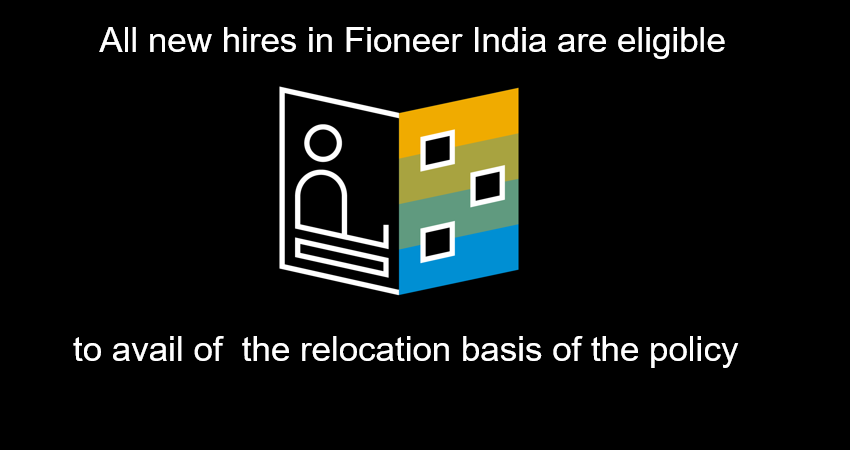 All new hires in Fioneer India are eligible
to avail of  the relocation basis of the policy